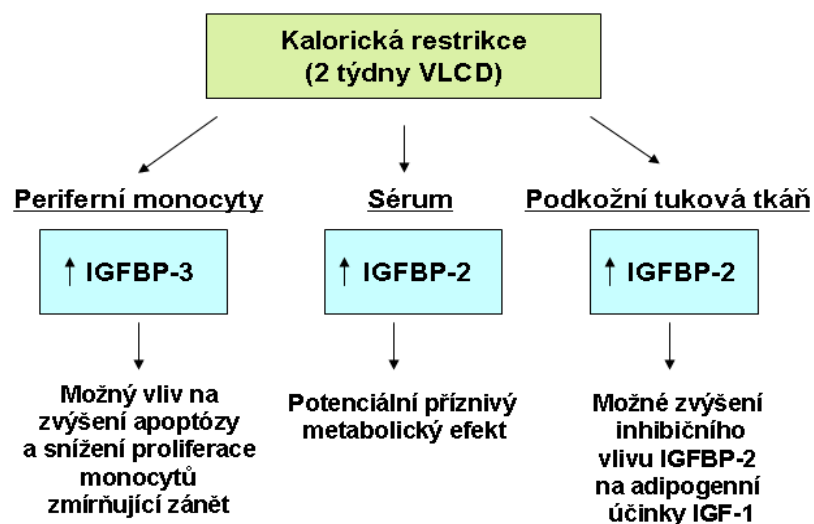 Kalorická restrikce
(2 týdny VLCD)
Periferní monocyty
↑ IGFBP-3
Možný vliv na
zvýšení apoptózy
a snížení proliferace
monocytů
zmírňující zánět
Sérum
↑ IGFBP-2
Potenciální příznivý
metabolický efekt
Podkožní tuková tkáň
↑ IGFBP-2
Možné zvýšení
inhibičního
vlivu IGFBP-2
na adipogenní
účinky IGF-1